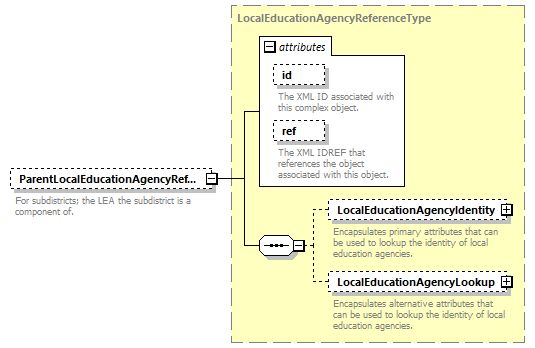 LocalEducationAgencyReferenceType
attributes
id
The XML ID associated with
this complex object.
ref
The XML IDREF that
references the object
associated with this object.
ParentLocalEducationAgencyRef...
For subdistricts; the LEA the subdistrict is a
component of.
LocalEducationAgencyIdentity
Encapsulates primary attributes that can
be used to lookup the identity of local
education agencies.
LocalEducationAgencyLookup
Encapsulates alternative attributes that
can be used to lookup the identity of local
education agencies.